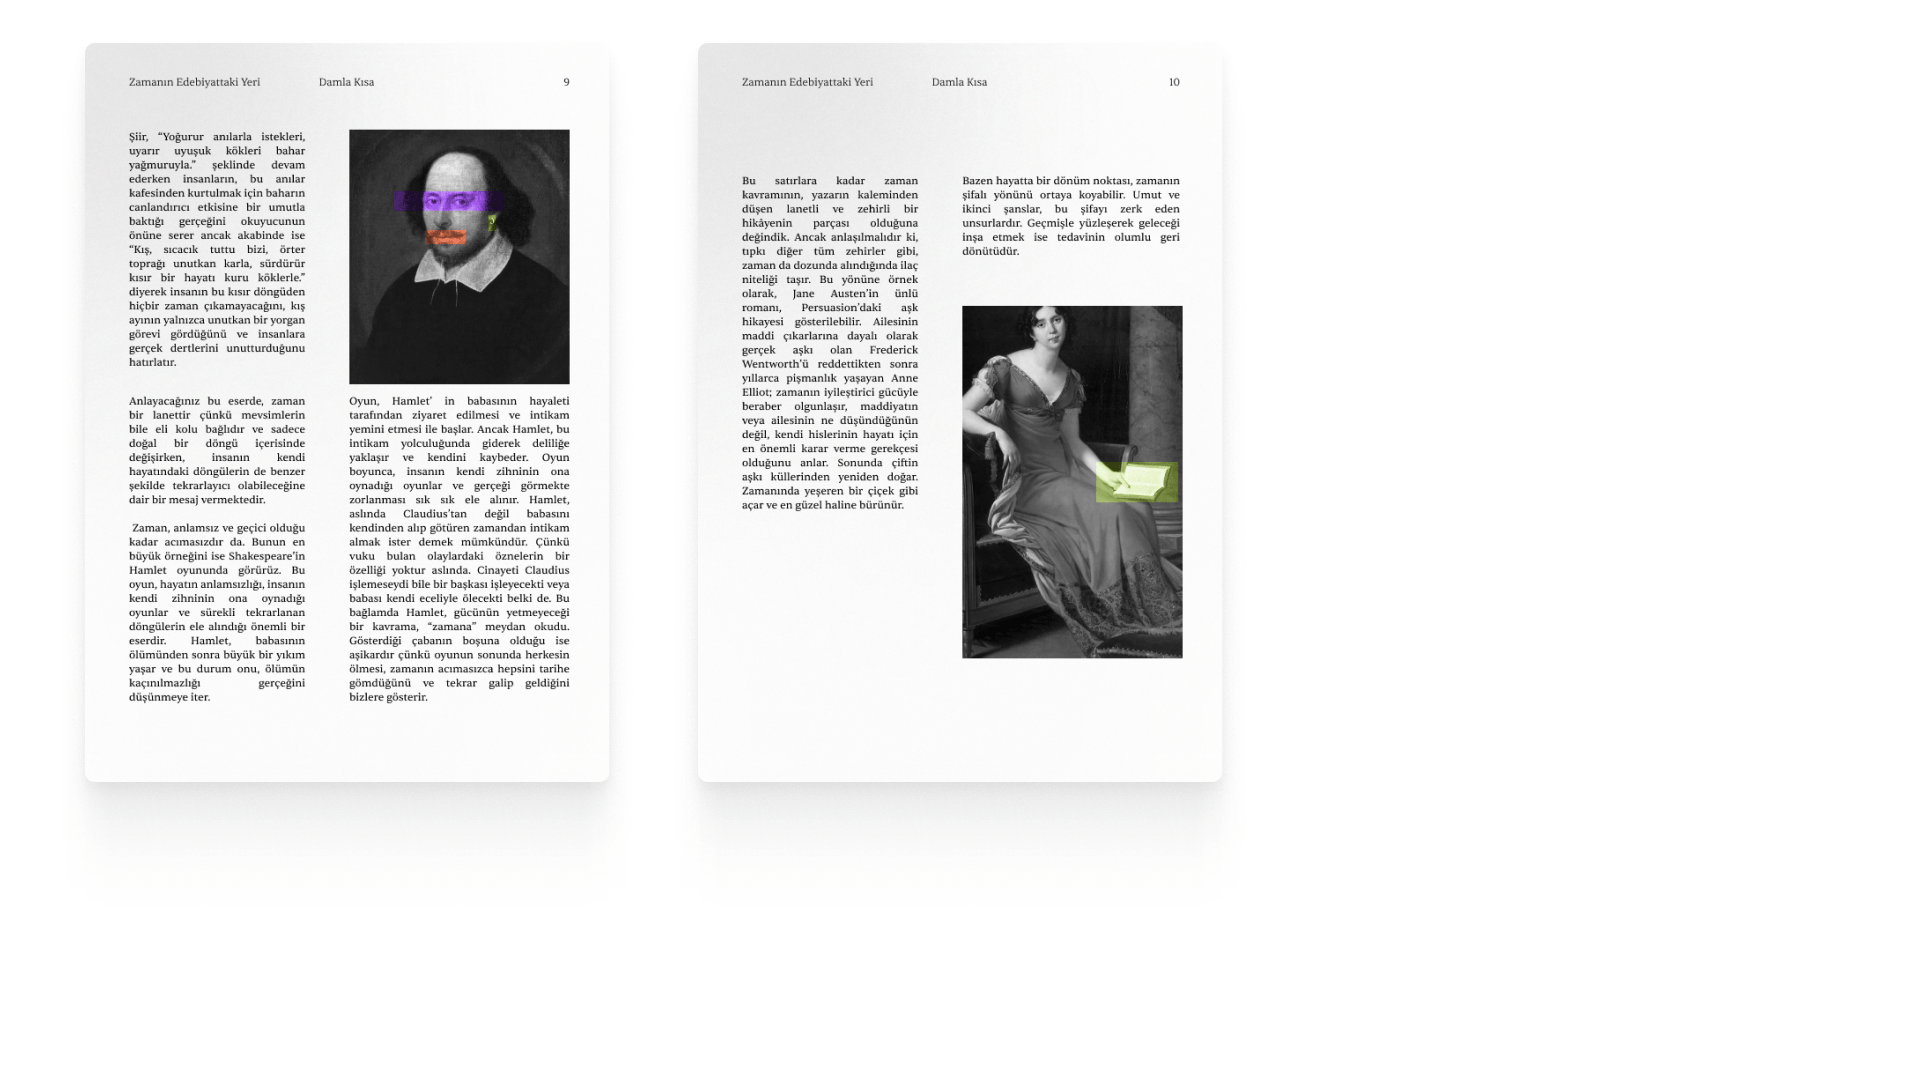 Zamanın Edebiyattaki Yeri
Damla Kısa
9
Şiir, “Yoğurur anılarla istekleri,
uyarır uyuşuk kökleri bahar
yağmuruyla.” şeklinde devam
ederken insanların, bu anılar
kafesinden kurtulmak için baharın
canlandırıcı etkisine bir umutla
baktığı gerçeğini okuyucunun
önüne serer ancak akabinde ise
“Kış, sıcacık tuttu bizi, örter
toprağı unutkan karla, sürdürür
kısır bir hayatı kuru köklerle.”
diyerek insanın bu kısır döngüden
hiçbir zaman çıkamayacağını, kış
ayının yalnızca unutkan bir yorgan
görevi gördüğünü ve insanlara
gerçek dertlerini unutturduğunu
hatırlatır.
Anlayacağınız bu eserde, zaman
bir lanettir çünkü mevsimlerin
bile eli kolu bağlıdır ve sadece
doğal bir döngü içerisinde
değişirken, insanın kendi
hayatındaki döngülerin de benzer
şekilde tekrarlayıcı olabileceğine
dair bir mesaj vermektedir.
Zaman, anlamsız ve geçici olduğu
kadar acımasızdır da. Bunun en
büyük örneğini ise Shakespeare’in
Hamlet oyununda görürüz. Bu
oyun, hayatın anlamsızlığı, insanın
kendi zihninin ona oynadığı
oyunlar ve sürekli tekrarlanan
döngülerin ele alındığı önemli bir
eserdir. Hamlet, babasının
ölümünden sonra büyük bir yıkım
yaşar ve bu durum onu, ölümün
kaçınılmazlığı gerçeğini
düşünmeye iter.
Oyun, Hamlet’ in babasının hayaleti
tarafından ziyaret edilmesi ve intikam
yemini etmesi ile başlar. Ancak Hamlet, bu
intikam yolculuğunda giderek deliliğe
yaklaşır ve kendini kaybeder. Oyun
boyunca, insanın kendi zihninin ona
oynadığı oyunlar ve gerçeği görmekte
zorlanması sık sık ele alınır. Hamlet,
aslında Claudius’tan değil babasını
kendinden alıp götüren zamandan intikam
almak ister demek mümkündür. Çünkü
vuku bulan olaylardaki öznelerin bir
özelliği yoktur aslında. Cinayeti Claudius
işlemeseydi bile bir başkası işleyecekti veya
babası kendi eceliyle ölecekti belki de. Bu
bağlamda Hamlet, gücünün yetmeyeceği
bir kavrama, “zamana” meydan okudu.
Gösterdiği çabanın boşuna olduğu ise
aşikardır çünkü oyunun sonunda herkesin
ölmesi, zamanın acımasızca hepsini tarihe
gömdüğünü ve tekrar galip geldiğini
bizlere gösterir.
Zamanın Edebiyattaki Yeri
Damla Kısa
10
Bu satırlara kadar zaman
kavramının, yazarın kaleminden
düşen lanetli ve zehirli bir
hikâyenin parçası olduğuna
değindik. Ancak anlaşılmalıdır ki,
tıpkı diğer tüm zehirler gibi,
zaman da dozunda alındığında ilaç
niteliği taşır. Bu yönüne örnek
olarak, Jane Austen’in ünlü
romanı, Persuasion’daki aşk
hikayesi gösterilebilir. Ailesinin
maddi çıkarlarına dayalı olarak
gerçek aşkı olan Frederick
Wentworth’ü reddettikten sonra
yıllarca pişmanlık yaşayan Anne
Elliot; zamanın iyileştirici gücüyle
beraber olgunlaşır, maddiyatın
veya ailesinin ne düşündüğünün
değil, kendi hislerinin hayatı için
en önemli karar verme gerekçesi
olduğunu anlar. Sonunda çiftin
aşkı küllerinden yeniden doğar.
Zamanında yeşeren bir çiçek gibi
açar ve en güzel haline bürünür.
Bazen hayatta bir dönüm noktası, zamanın
şifalı yönünü ortaya koyabilir. Umut ve
ikinci şanslar, bu şifayı zerk eden
unsurlardır. Geçmişle yüzleşerek geleceği
inşa etmek ise tedavinin olumlu geri
dönütüdür.